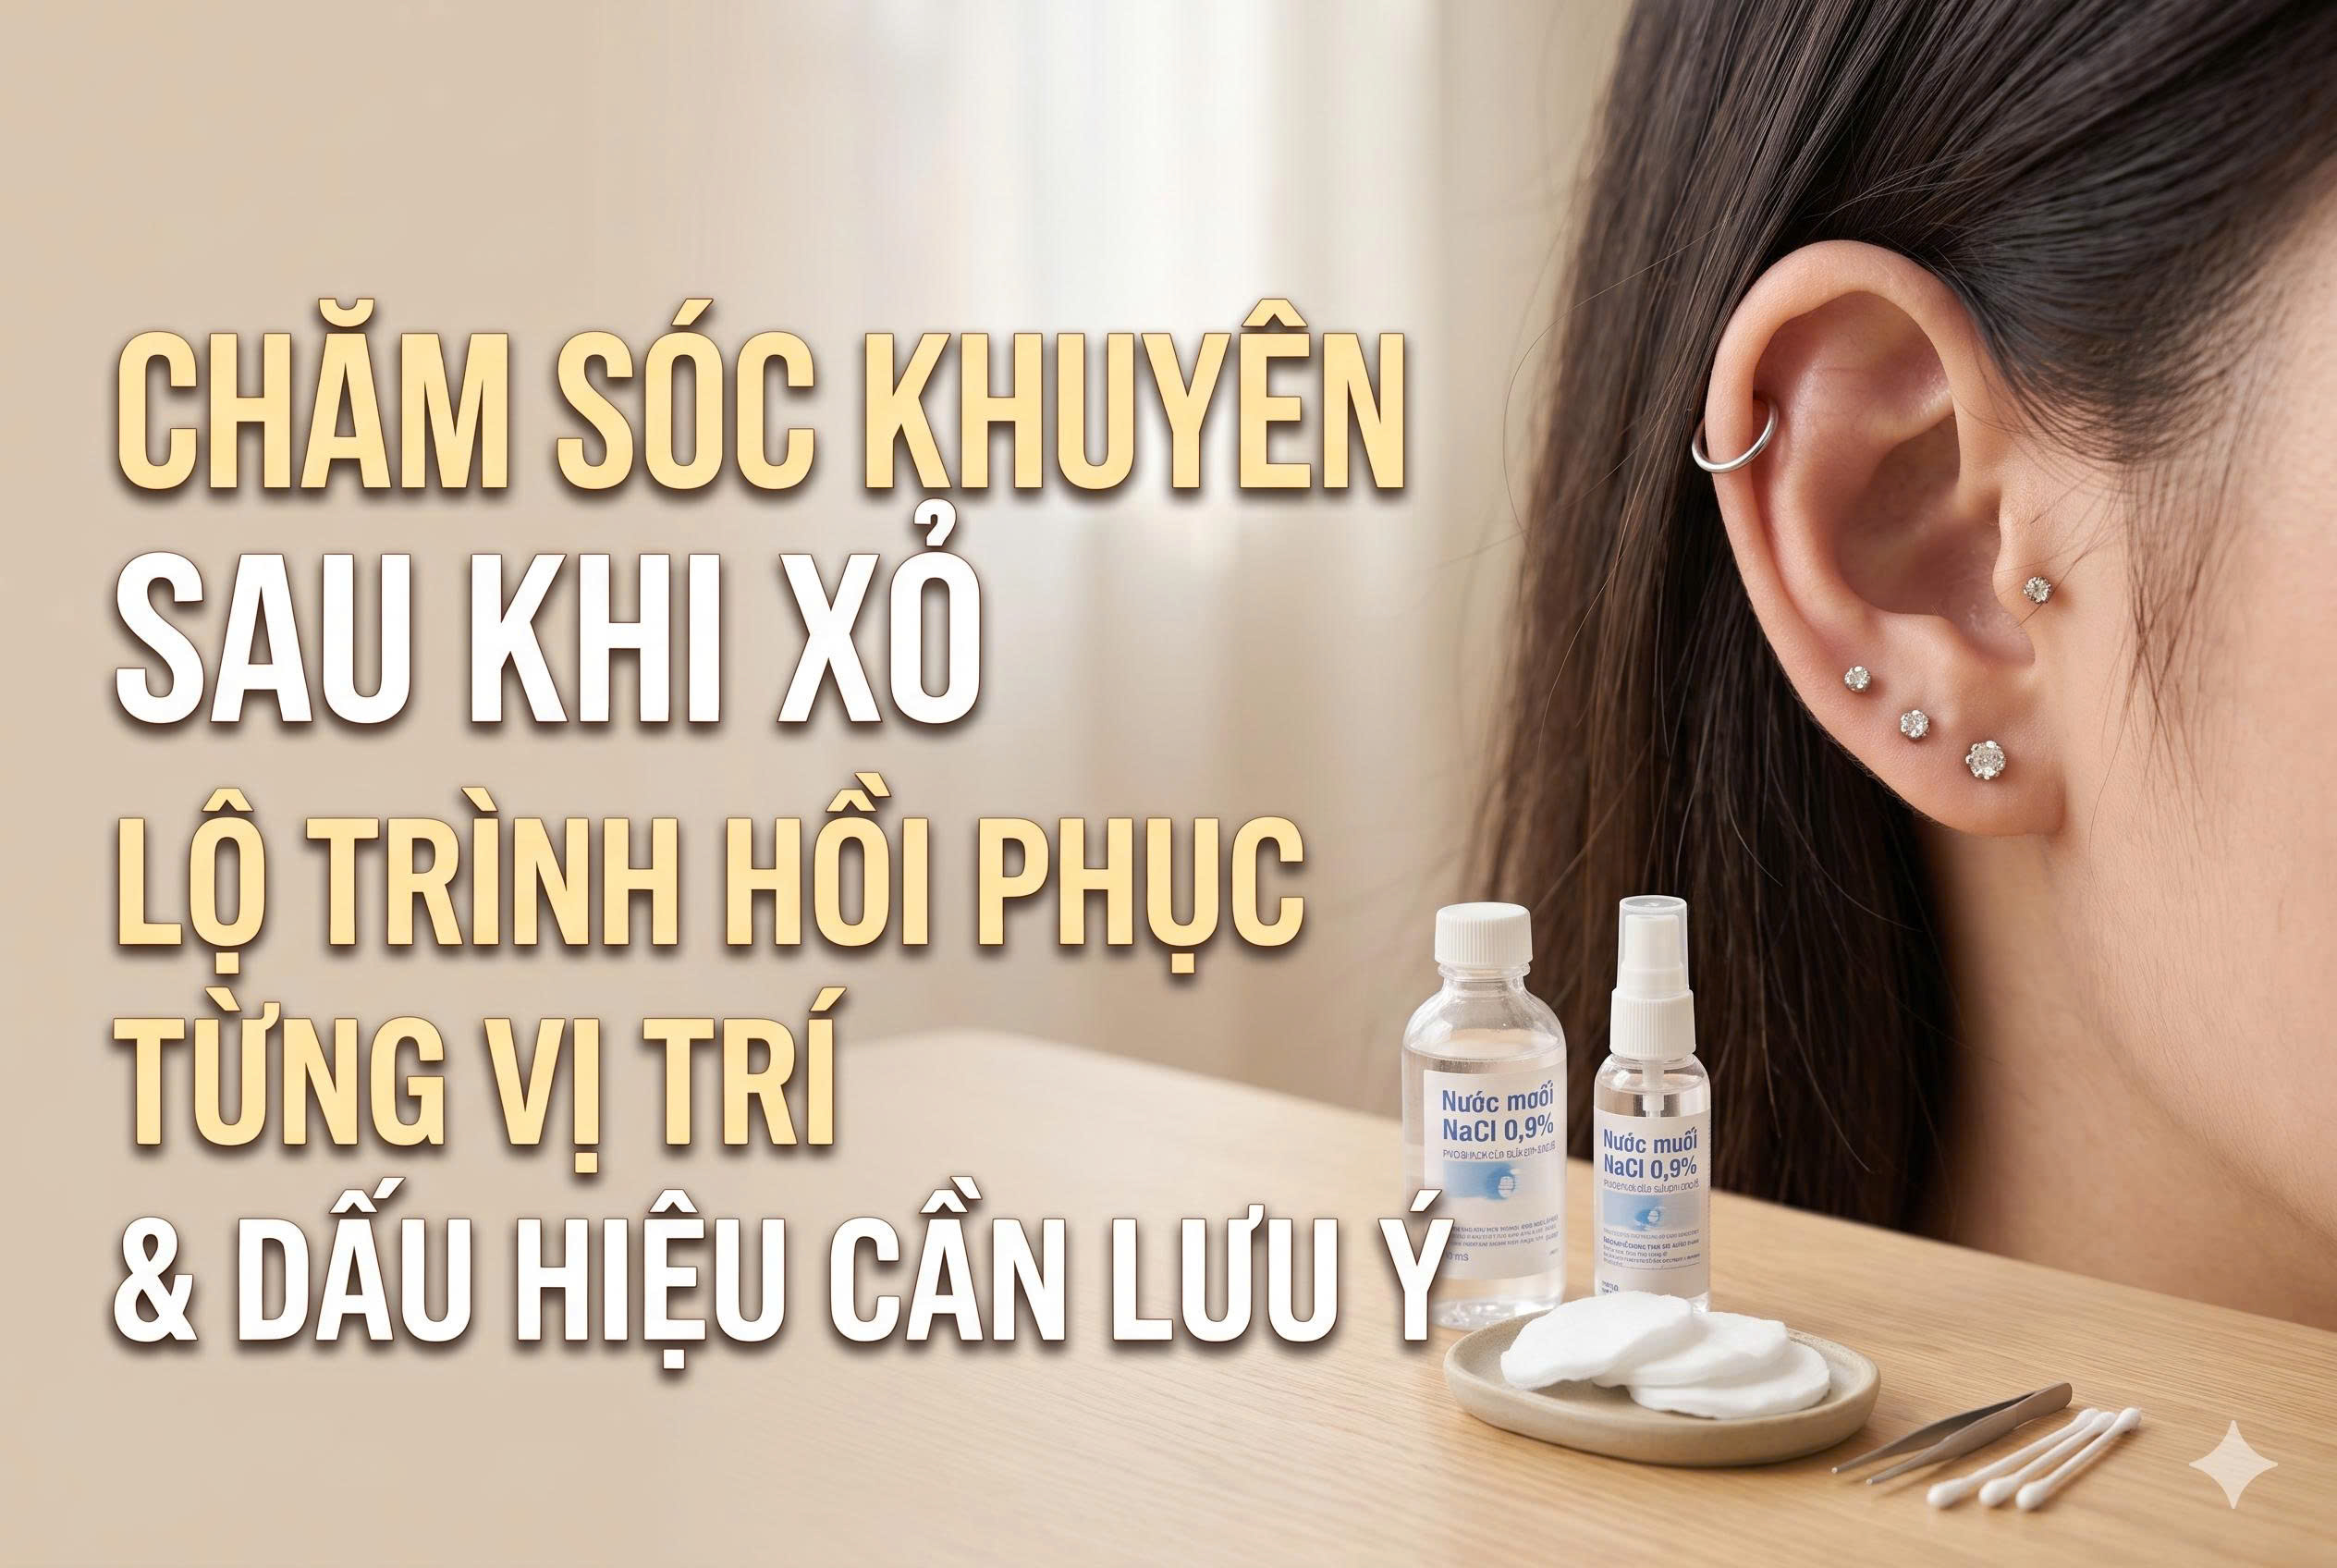 CHĂM SÓC KHUYÊN
SAU KHI XỎ
LỘ TRÌNH HỒI PHỤC
TỪNG VỊ TRÍ
& DẤU HIỆU CẦN LƯU Ý
Nước mơối
NaCl 0,9%
Nước muối
NaCl 0,9%